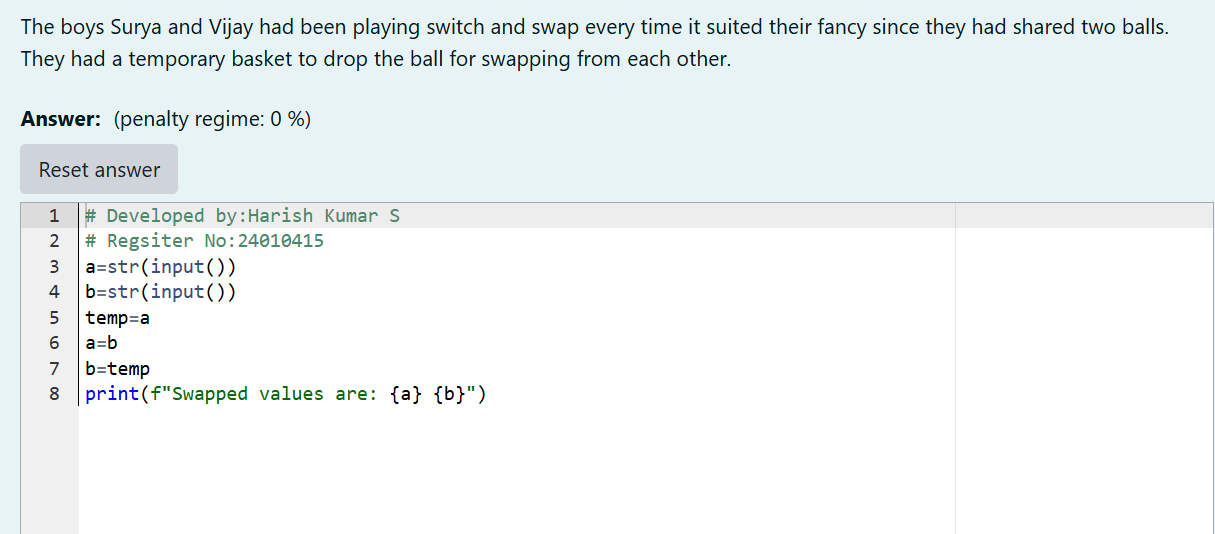 The boys Surya and Vijay had been playing switch and swap every time it suited their fancy since they had shared two balls.
They had a temporary basket to drop the ball for swapping from each other.
Answer: (penalty regime: 0 %)
Reset answer
1 # Developed by:Harish Kumar S
2 # Regsiter No:24010415
3 a=str(input())
4 b=str(input())
5 temp=a
6 a=b
7 b=temp
8 print(f"Swapped values are: {a} {b}")